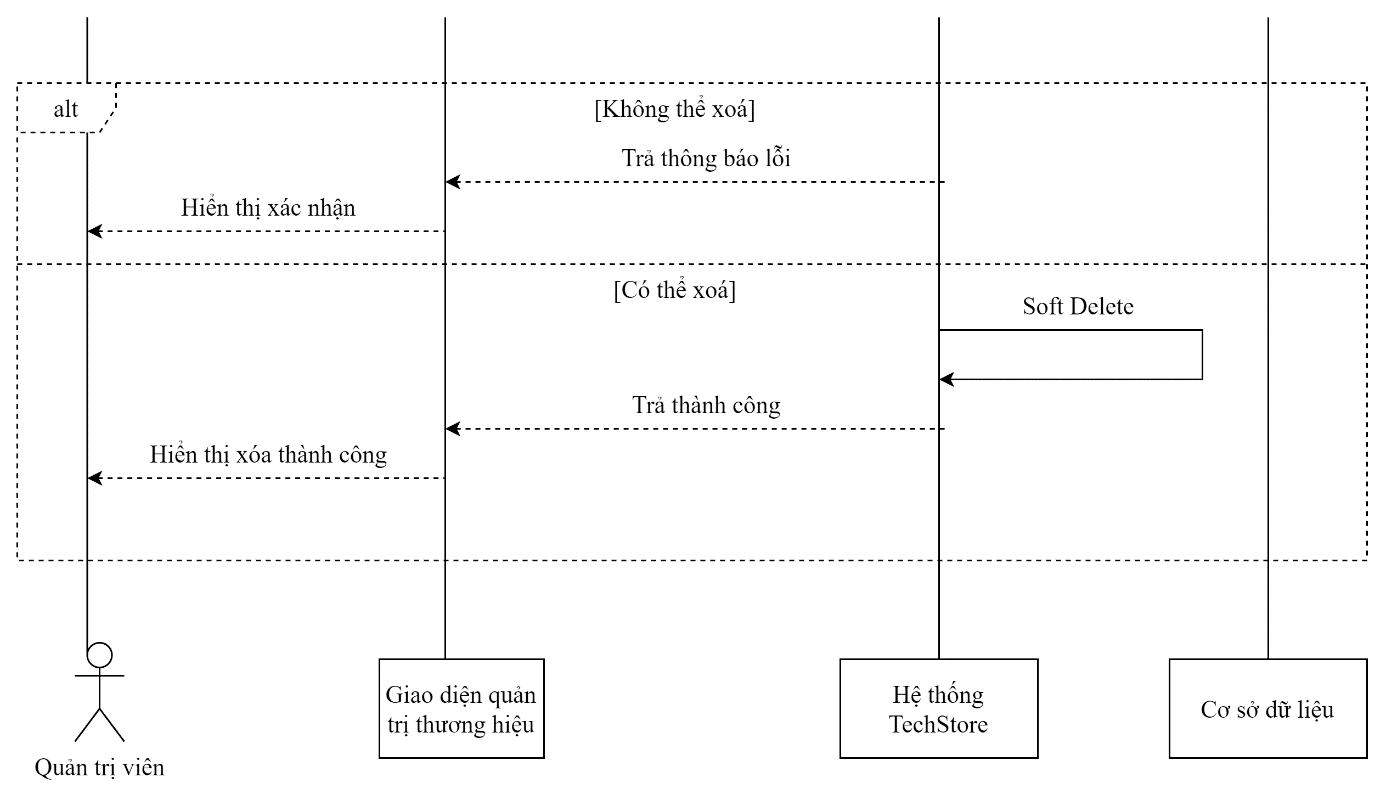 alt
[Không thể xoá]
Trả thông báo lỗi
Hiển thị xác nhận
[Có thể xoá]
Soft Delete
Trả thành công
Hiển thị xóa thành công
Giao diện quản
trị thương hiệu
Hệ thống
TechStore
Cơ sở dữ liệu
Quản trị viên